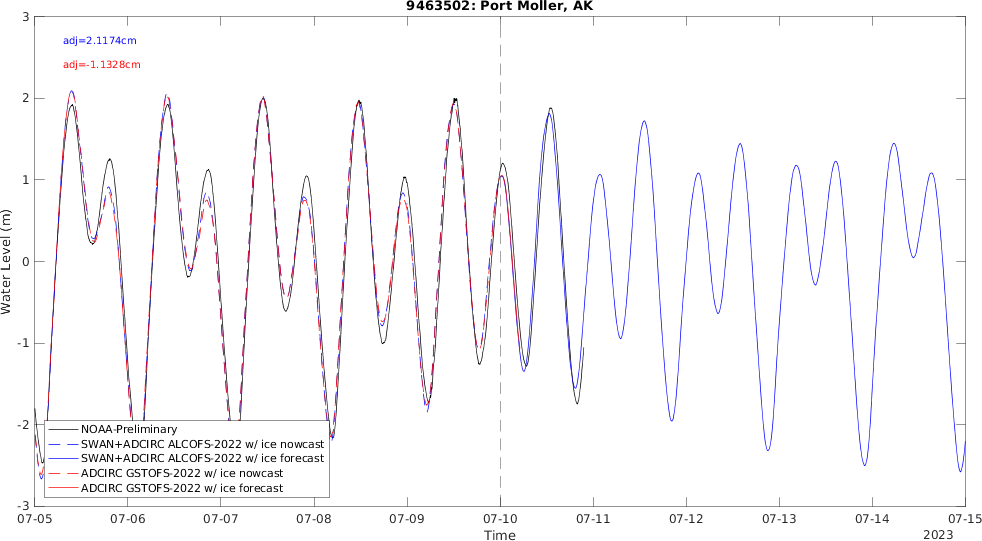 9463502: Port Moller, AK
adj=2.1174cm
adj=-1.1328cm
Water Level (m)
3
2
1
0
-1
-2
-3
NOAA-Preliminary
SWAN+ADCIRC ALCOFS-2022 w/ ice nowcast
SWAN+ADCIRC ALCOFS-2022 w/ ice forecast
ADCIRC GSTOFS-2022 w/ ice nowcast
ADCIRC GSTOFS-2022 w/ ice forecast
07-05 07-06 07-07 07-08 07-09 07-10 07-11 07-12 07-13 07-14 07-15
Time
2023